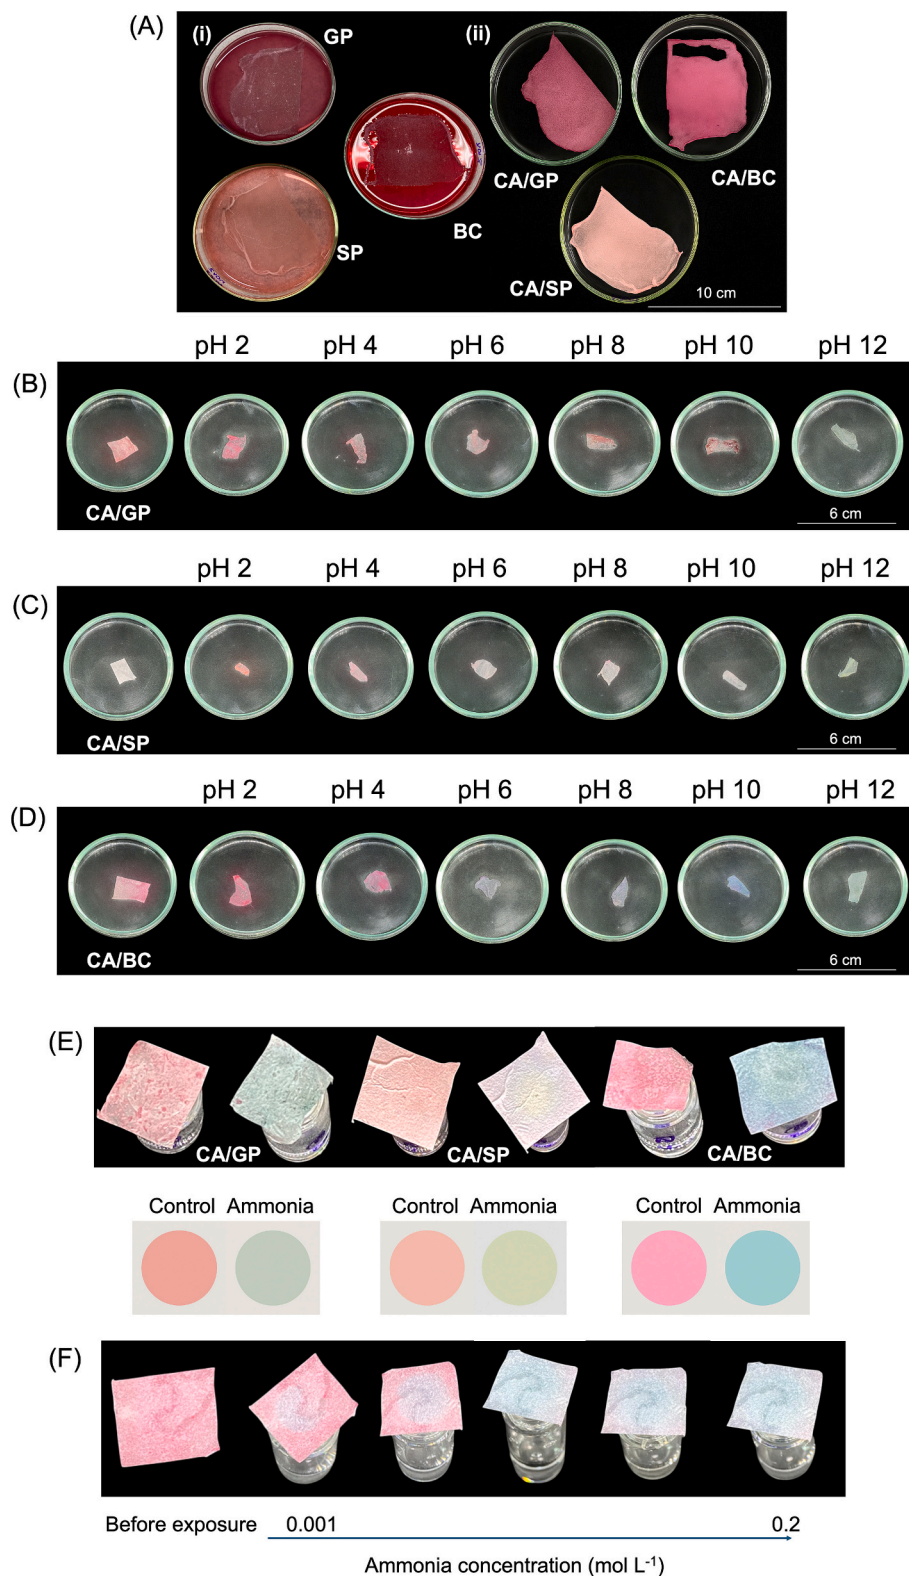 (A)
(i)
GP
(ii)
SP
BC
CA/GP
CA/BC
CA/SP
10 cm
pH 2 pH 4 pH 6 pH 8 pH 10 pH 12
(B)
CA/GP
6 cm
pH 2 pH 4 pH 6 pH 8 pH 10 pH 12
(C)
CA/SP
6 cm
pH 2 pH 4 pH 6 pH 8 pH 10 pH 12
(D)
CA/BC
6 cm
(E)
CA/GP CA/SP CA/BC
Control Ammonia Control Ammonia Control Ammonia
(F)
Before exposure 0.001 0.2
Ammonia concentration (mol L⁻¹)